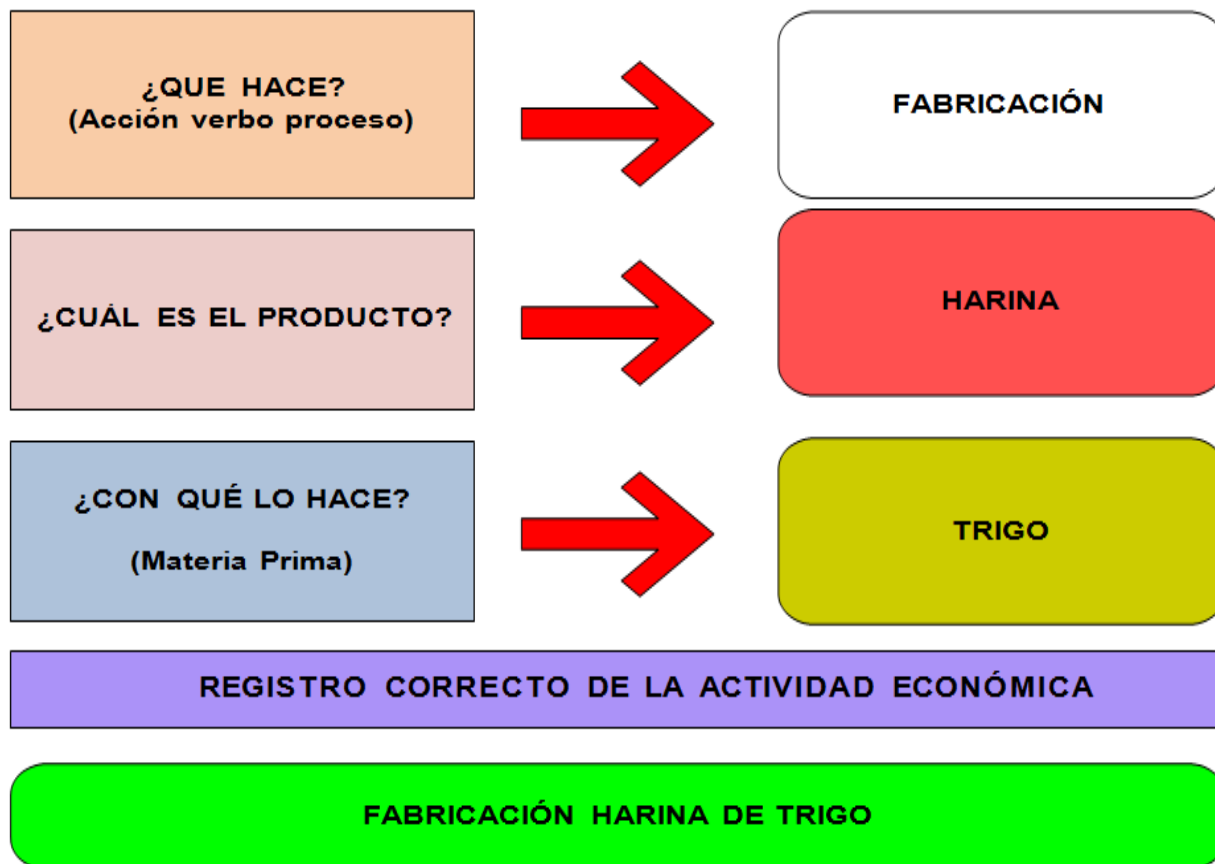 ¿QUE HACE?
(Acción verbo proceso)
FABRICACIÓN
¿CUÁL ES EL PRODUCTO?
HARINA
¿CON QUÉ LO HACE?
(Materia Prima)
TRIGO
REGISTRO CORRECTO DE LA ACTIVIDAD ECONÓMICA
FABRICACIÓN HARINA DE TRIGO